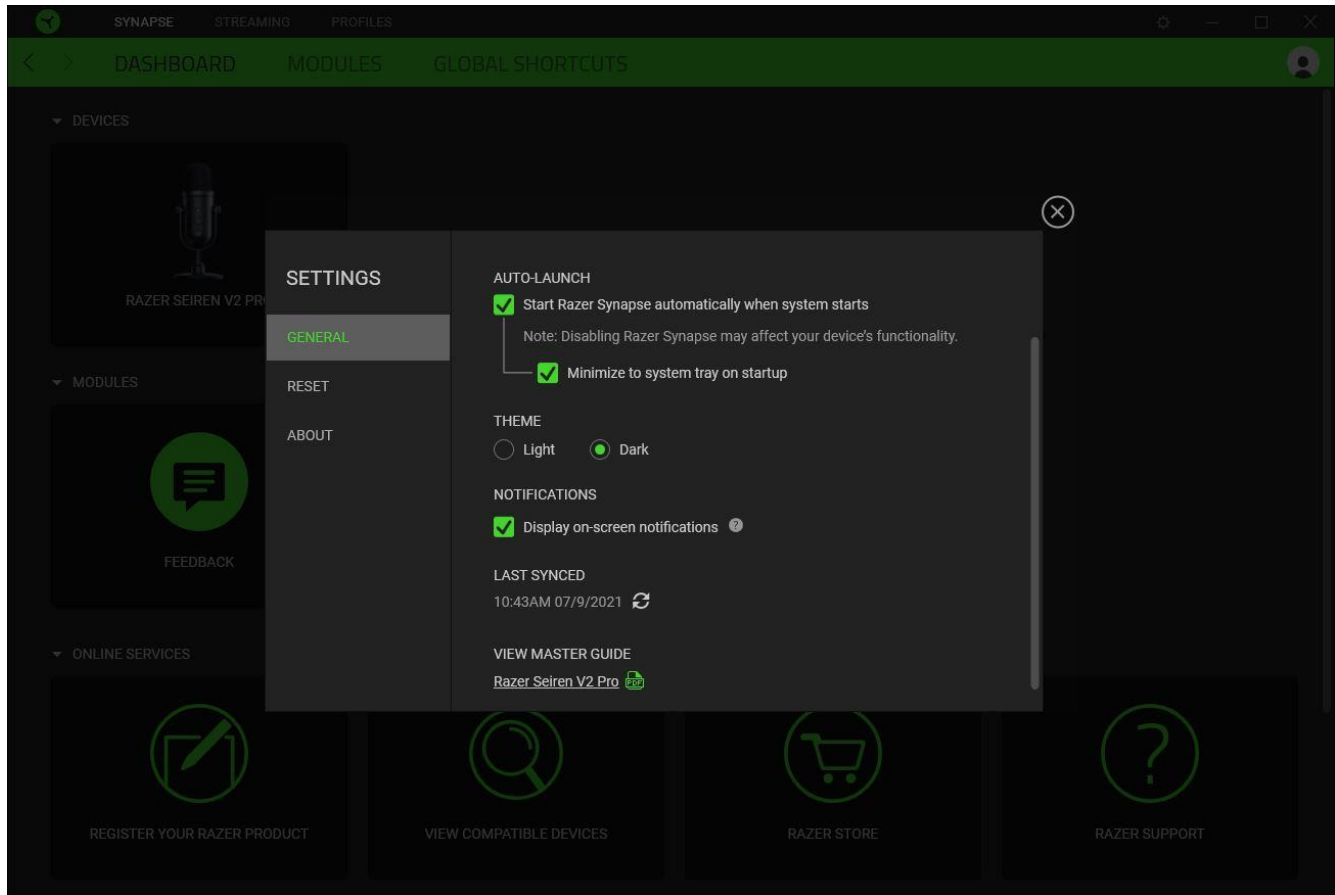 SYNAPSE STREAMING PROFILES
DASHBOARD MODULES GLOBAL SHORTCUTS
DEVICES
RAZER SEIREN V2 PR
MODULES
FEEDBACK
ONLINE SERVICES
REGISTER YOUR RAZER PRODUCT
VIEW COMPATIBLE DEVICES
RAZER STORE
RAZER SUPPORT
SETTINGS
GENERAL
RESET
ABOUT
AUTO-LAUNCH
Start Razer Synapse automatically when system starts
Note: Disabling Razer Synapse may affect your device's functionality.
Minimize to system tray on startup
THEME
Light Dark
NOTIFICATIONS
Display on-screen notifications ?
LAST SYNCED
10:43AM 07/9/2021
VIEW MASTER GUIDE
Razer Seiren V2 Pro PDF